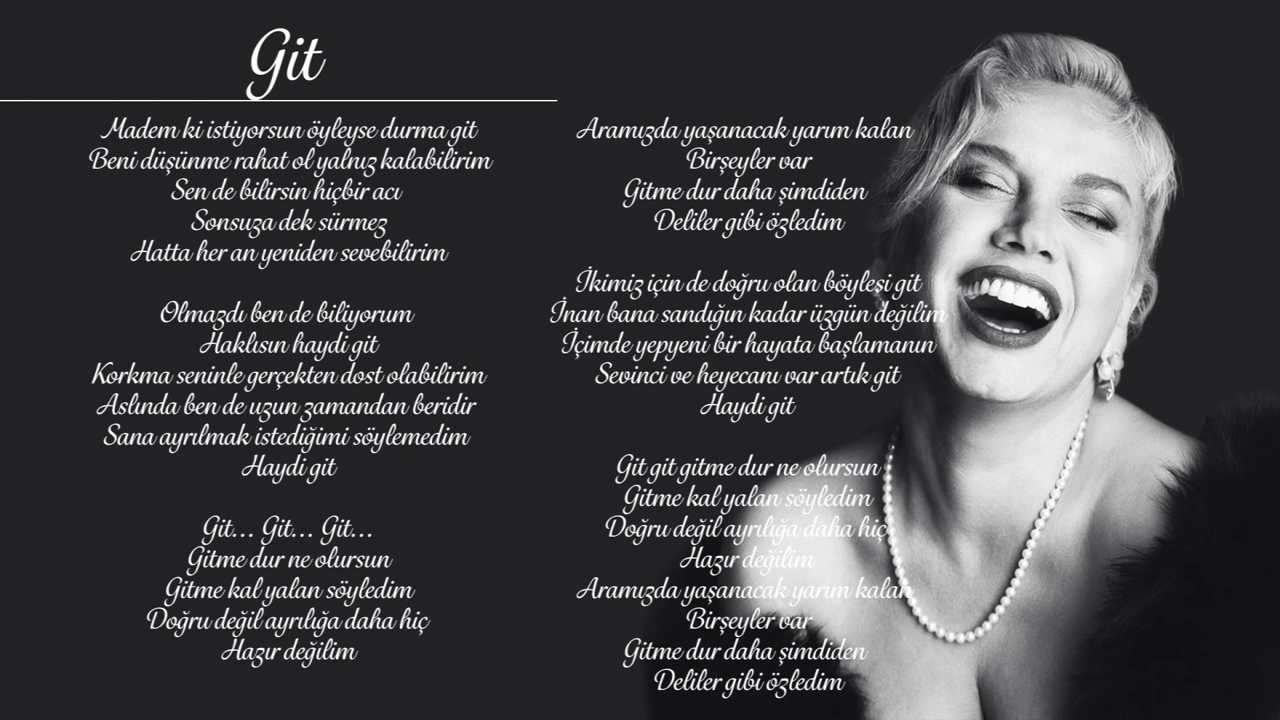 Git
Madem ki istiyorsun öyleyse durma git
Beni düşünme rahat ol yalnız kalabilirim
Sen de bilirsin hiçbir acı
Sonsuza dek sürmez
Hatta her an yeniden sevebilirim
Olmazdı ben de biliyorum
Haklısın haydi git
Korkma seninle gerçekten dost olabilirim
Aslında ben de uzun zamandan beridir
Sana ayrılmak istediğimi söylemedim
Haydi git
Git... Git... Git...
Gitme dur ne olursun
Gitme kal yalan söyledim
Doğru değil ayrılığa daha hiç
Hazır değilim
Aramızda yaşanacak yarım kalan
Birşeyler var
Gitme dur daha şimdiden
Deliler gibi özledim
İkimiz için de doğru olan böylesi git
İnan bana sandığın kadar üzgün değilim
İçimde yepyeni bir hayata başlamanın
Sevinci ve heyecanı var artık git
Haydi git
Git git gitme dur ne olursun
Gitme kal yalan söyledim
Doğru değil ayrılığa daha hiç
Hazır değilim
Aramızda yaşanacak yarım kalan
Birşeyler var
Gitme dur daha şimdiden
Deliler gibi özledim